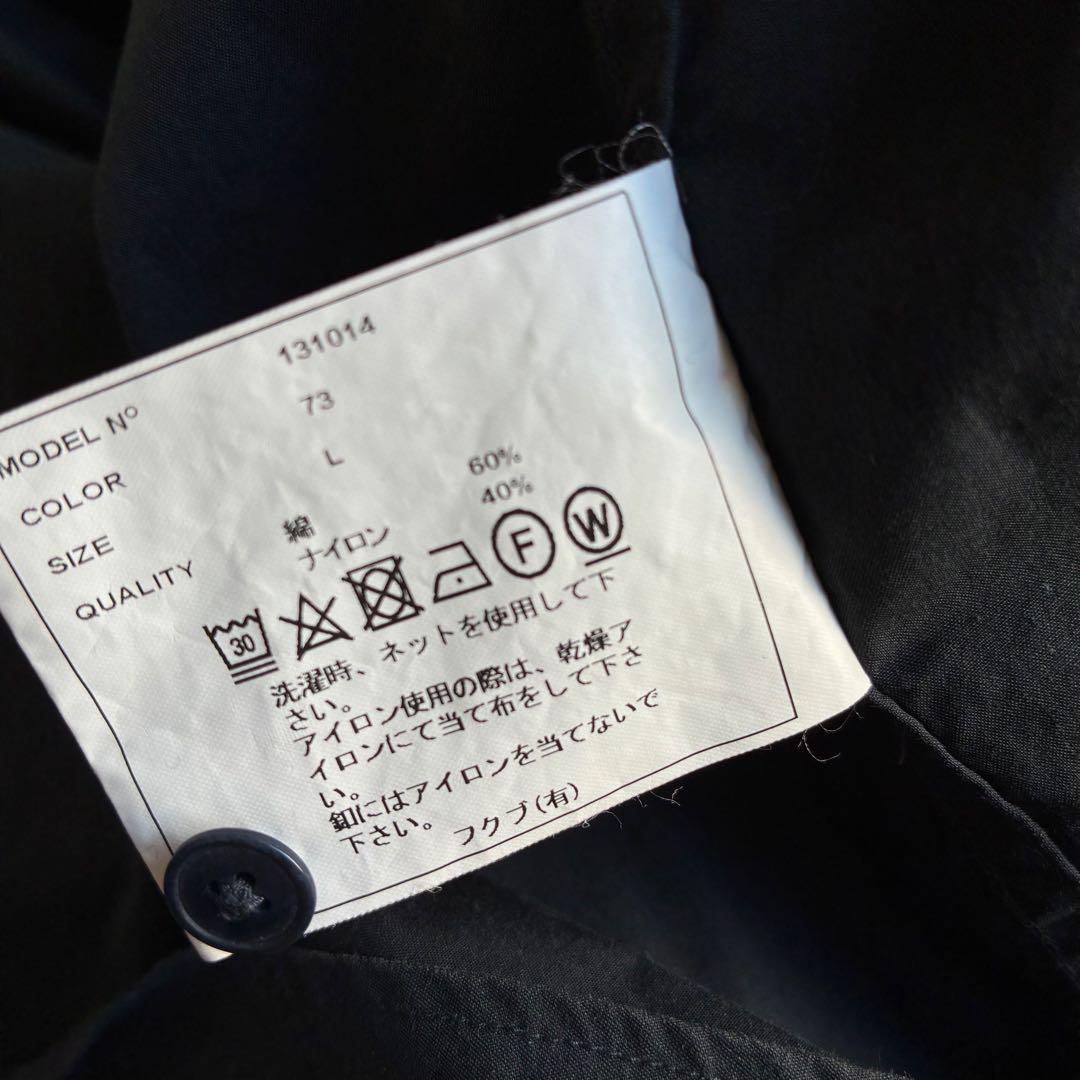 MODEL Nº 131014
COLOR 73
SIZE L
QUALITY 綿 60%
ナイロン 40%
30 F W
洗濯時、ネットを使用して下
さい。
アイロン使用の際は、乾燥ア
イロンにて当て布をして下さ
い。
釦にはアイロンを当てないで
下さい。
フクブ(有)